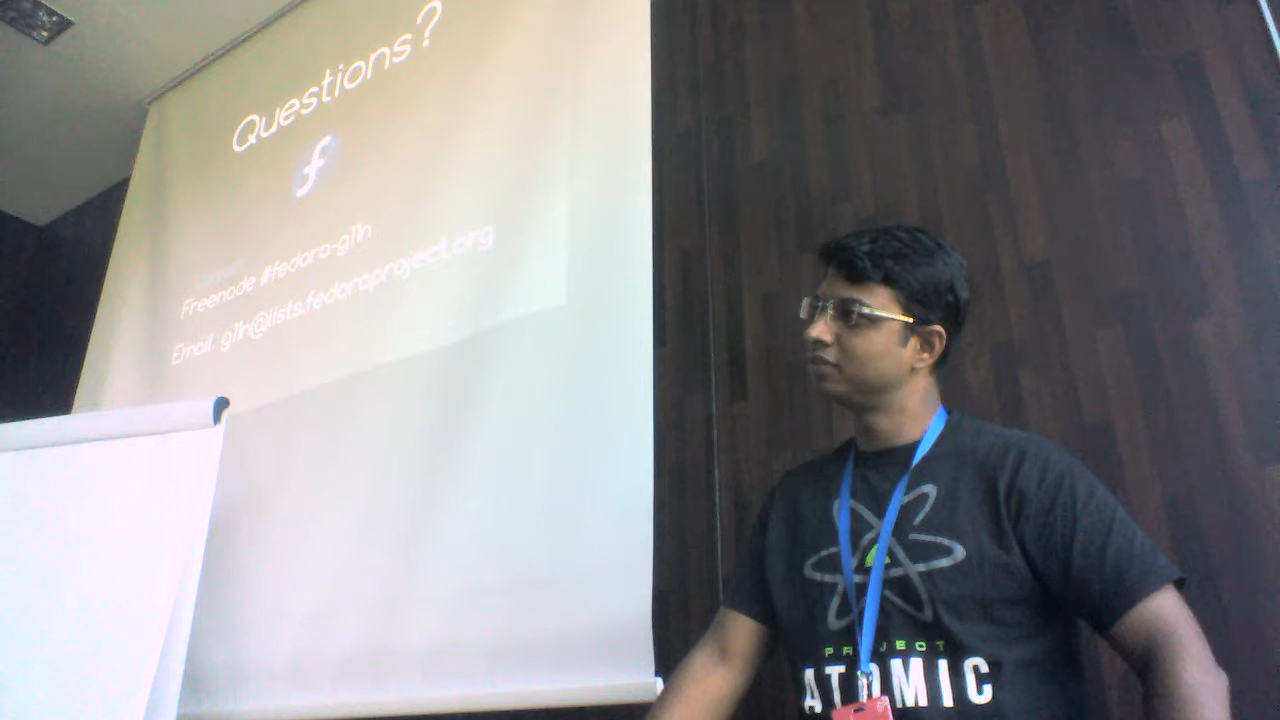 Questions?
f
Freenode #fedora-g11n
Email: g11n@lists.fedoraproject.org
PROJECT
ATOMIC